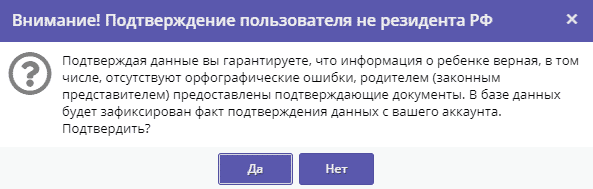 Внимание! Подтверждение пользователя не резидента РФ
Подтверждая данные вы гарантируете, что информация о ребенке верная, в том
числе, отсутствуют орфографические ошибки, родителем (законным
представителем) предоставлены подтверждающие документы. В базе данных
будет зафиксирован факт подтверждения данных с вашего аккаунта.
Подтвердить?
Да
Нет